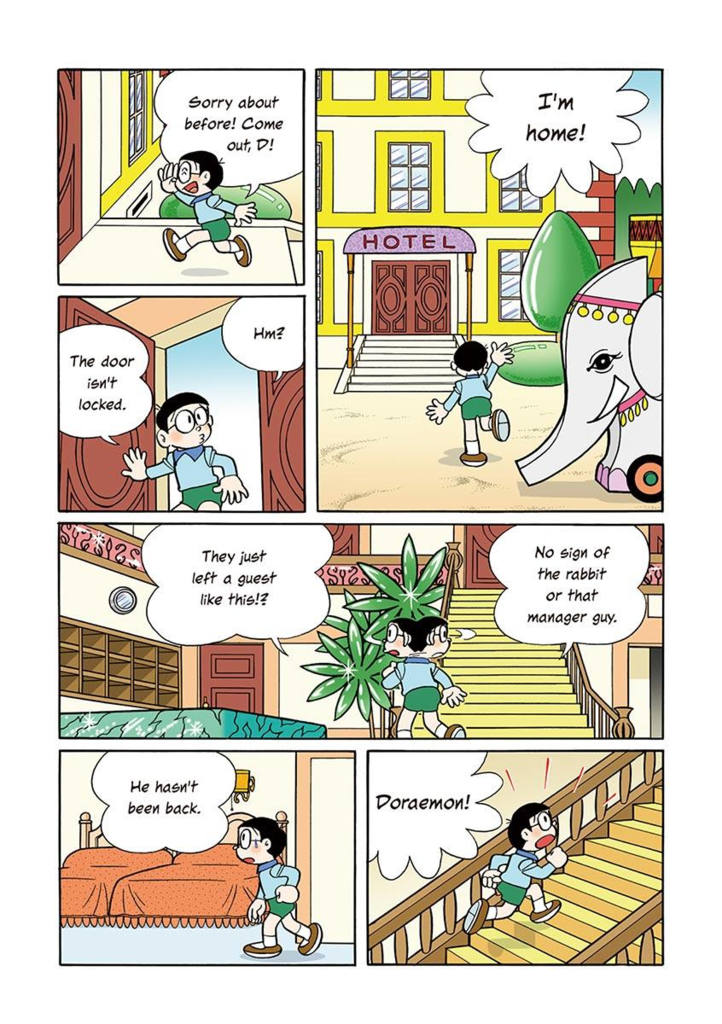 I'm
home!
HOTEL
Sorry about
before! Come
out, D!
Hm?
The door
isn't
locked.
No sign of
the rabbit
or that
manager guy.
They just
left a guest
like this!?
Doraemon!
He hasn't
been back.